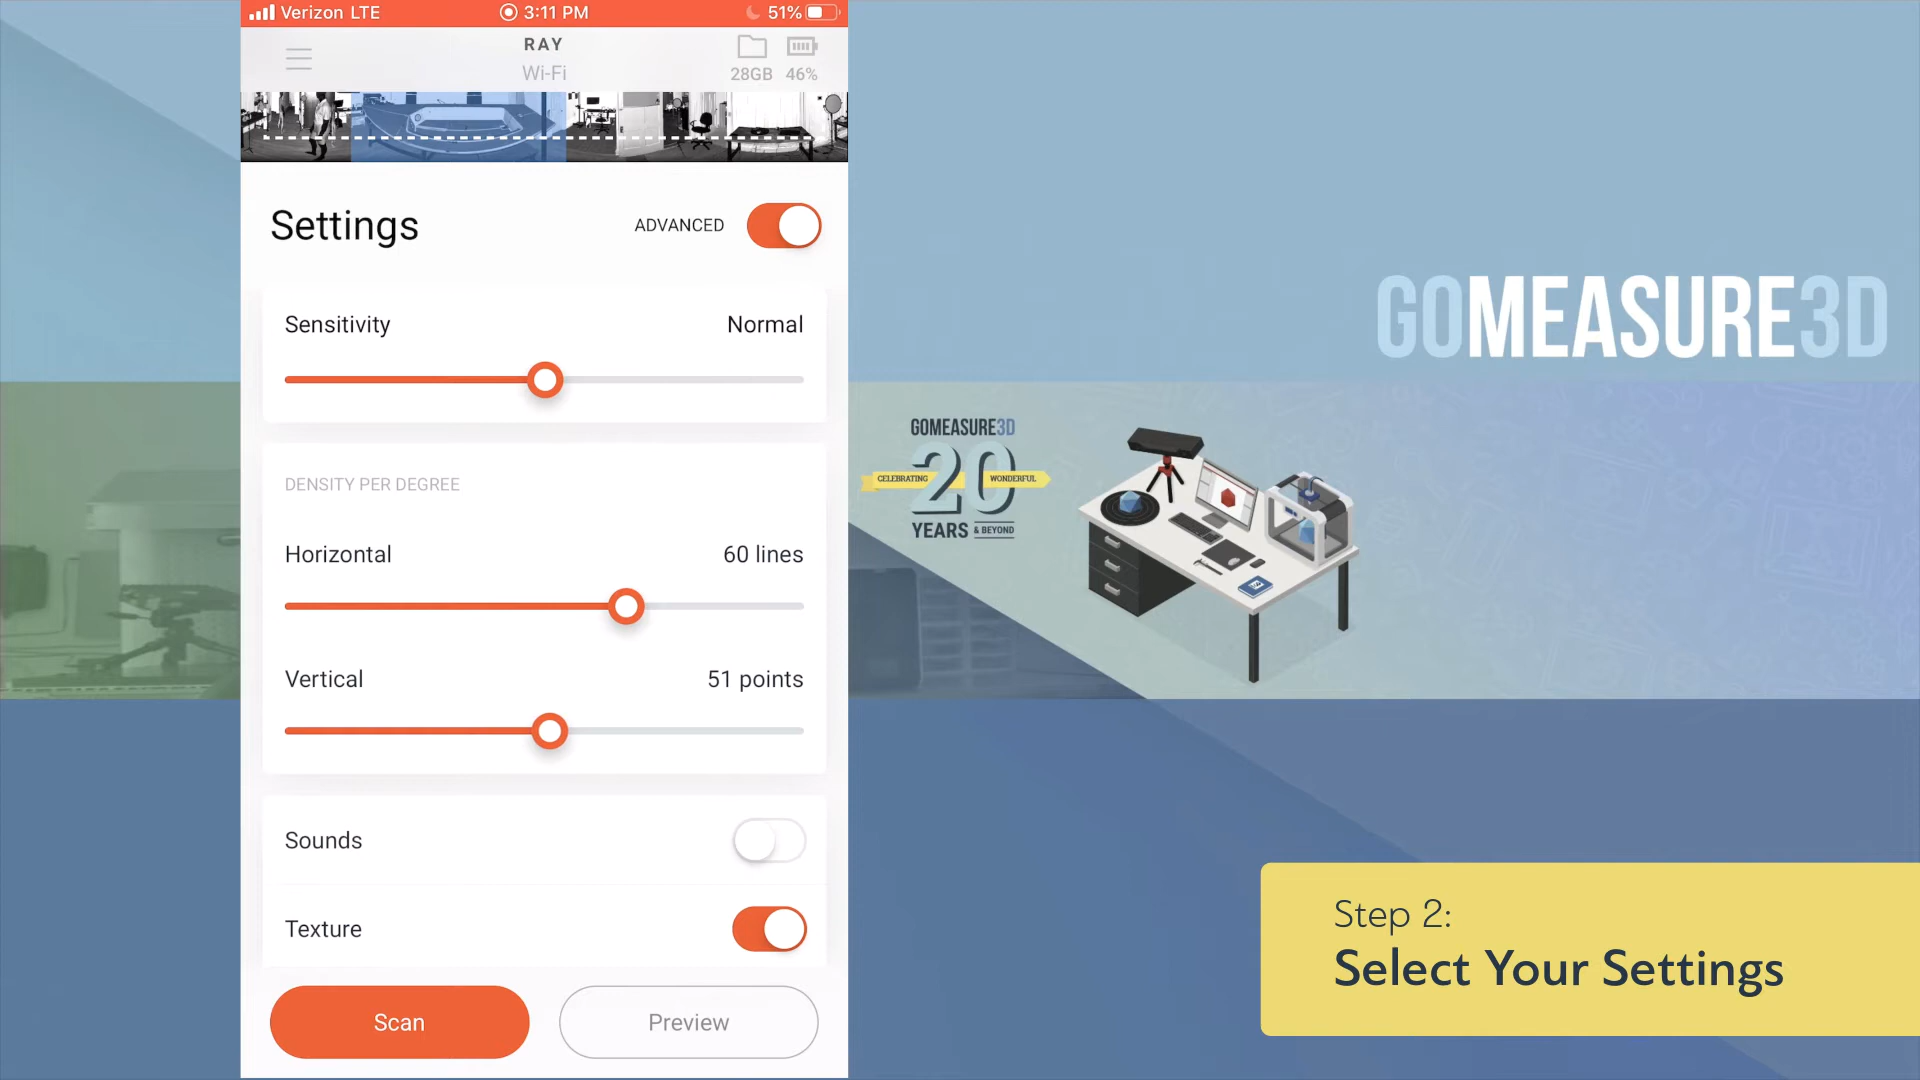 Verizon LTE 3:11 PM 51%
RAY
Wi-Fi
28GB 46%
Settings ADVANCED
Sensitivity Normal
DENSITY PER DEGREE
Horizontal 60 lines
Vertical 51 points
Sounds
Texture
Scan Preview
GOMEASURE3D
GOMEASURE3D
20
CELEBRATING WONDERFUL
YEARS & BEYOND
Step 2:
Select Your Settings